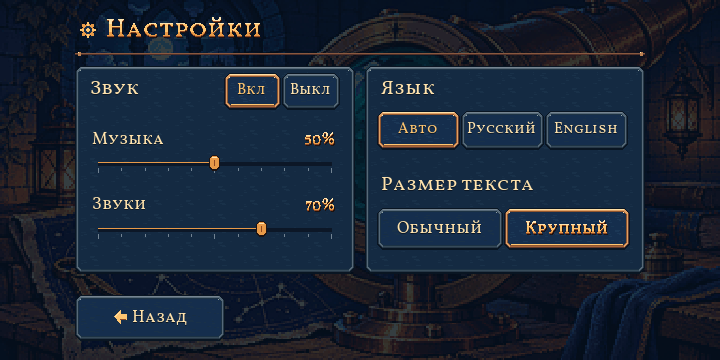 Настройки
Звук
Вкл Выкл
Музыка 50%
Звуки 70%
Язык
Авто Русский English
Размер текста
Обычный Крупный
Назад